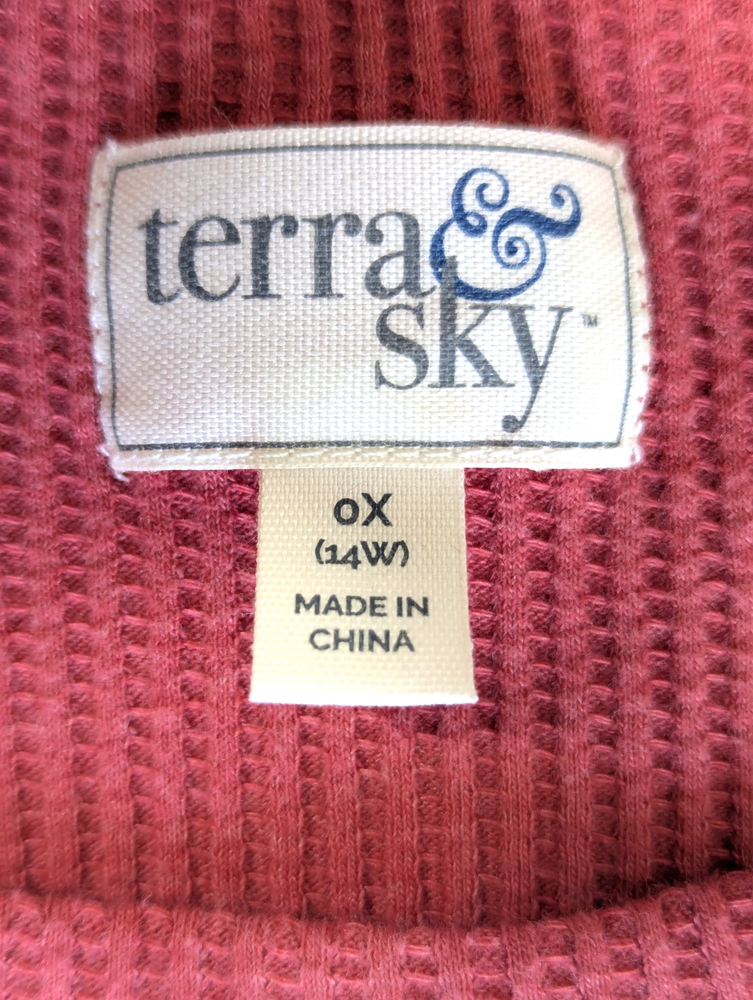 terra&
sky™
0X
(14W)
MADE IN
CHINA